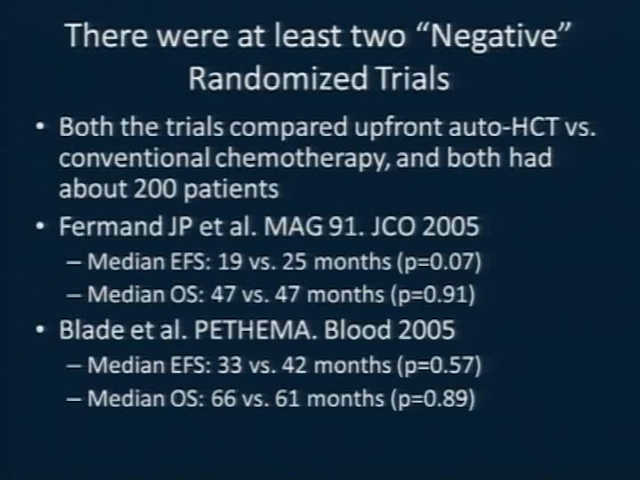 There were at least two “Negative”
Randomized Trials
• Both the trials compared upfront auto-HCT vs.
conventional chemotherapy, and both had
about 200 patients
• Fermand JP et al. MAG 91. JCO 2005
– Median EFS: 19 vs. 25 months (p=0.07)
– Median OS: 47 vs. 47 months (p=0.91)
• Blade et al. PETHEMA. Blood 2005
– Median EFS: 33 vs. 42 months (p=0.57)
– Median OS: 66 vs. 61 months (p=0.89)